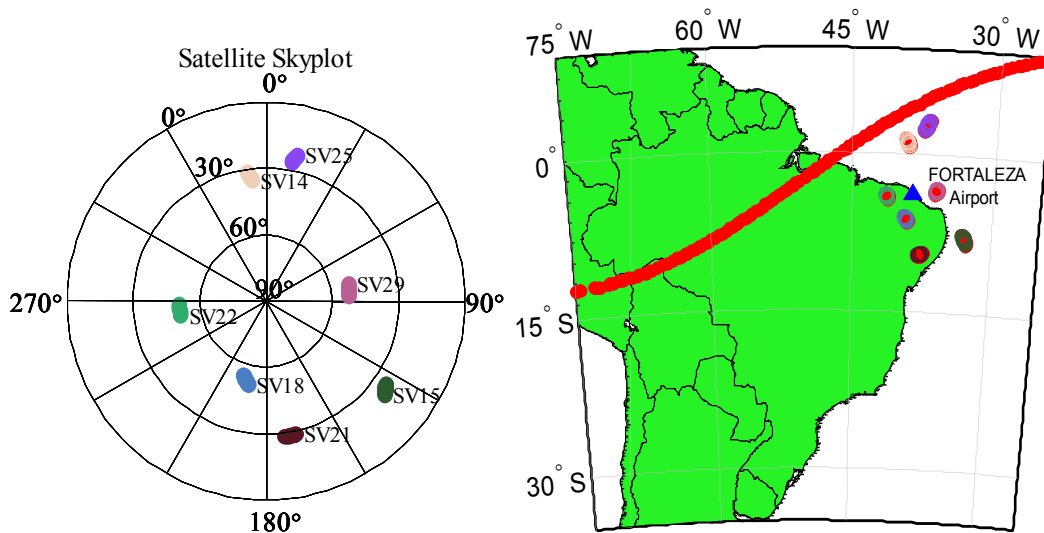 Satellite Skyplot
0°
0°
30°
60°
90°
90°
180°
270°
SV25
SV14
SV29
SV22
SV18
SV15
SV21
75° W
60° W
45° W
30° W
0°
15° S
30° S
FORTALEZA
Airport